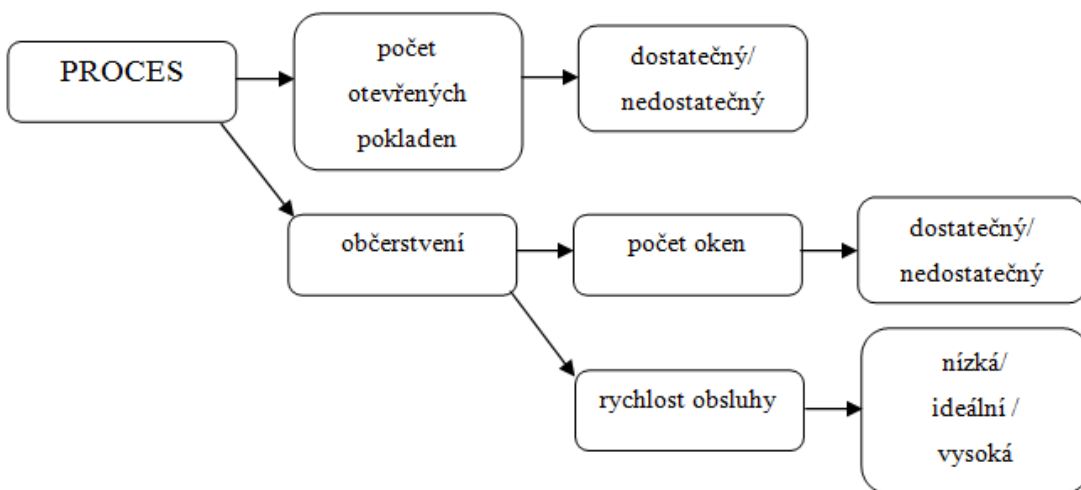 PROCES
počet
otevřených
pokladen
dostatečný/
nedostatečný
občerstvení
počet oken
dostatečný/
nedostatečný
rychlost obsluhy
nízká/
ideální /
vysoká